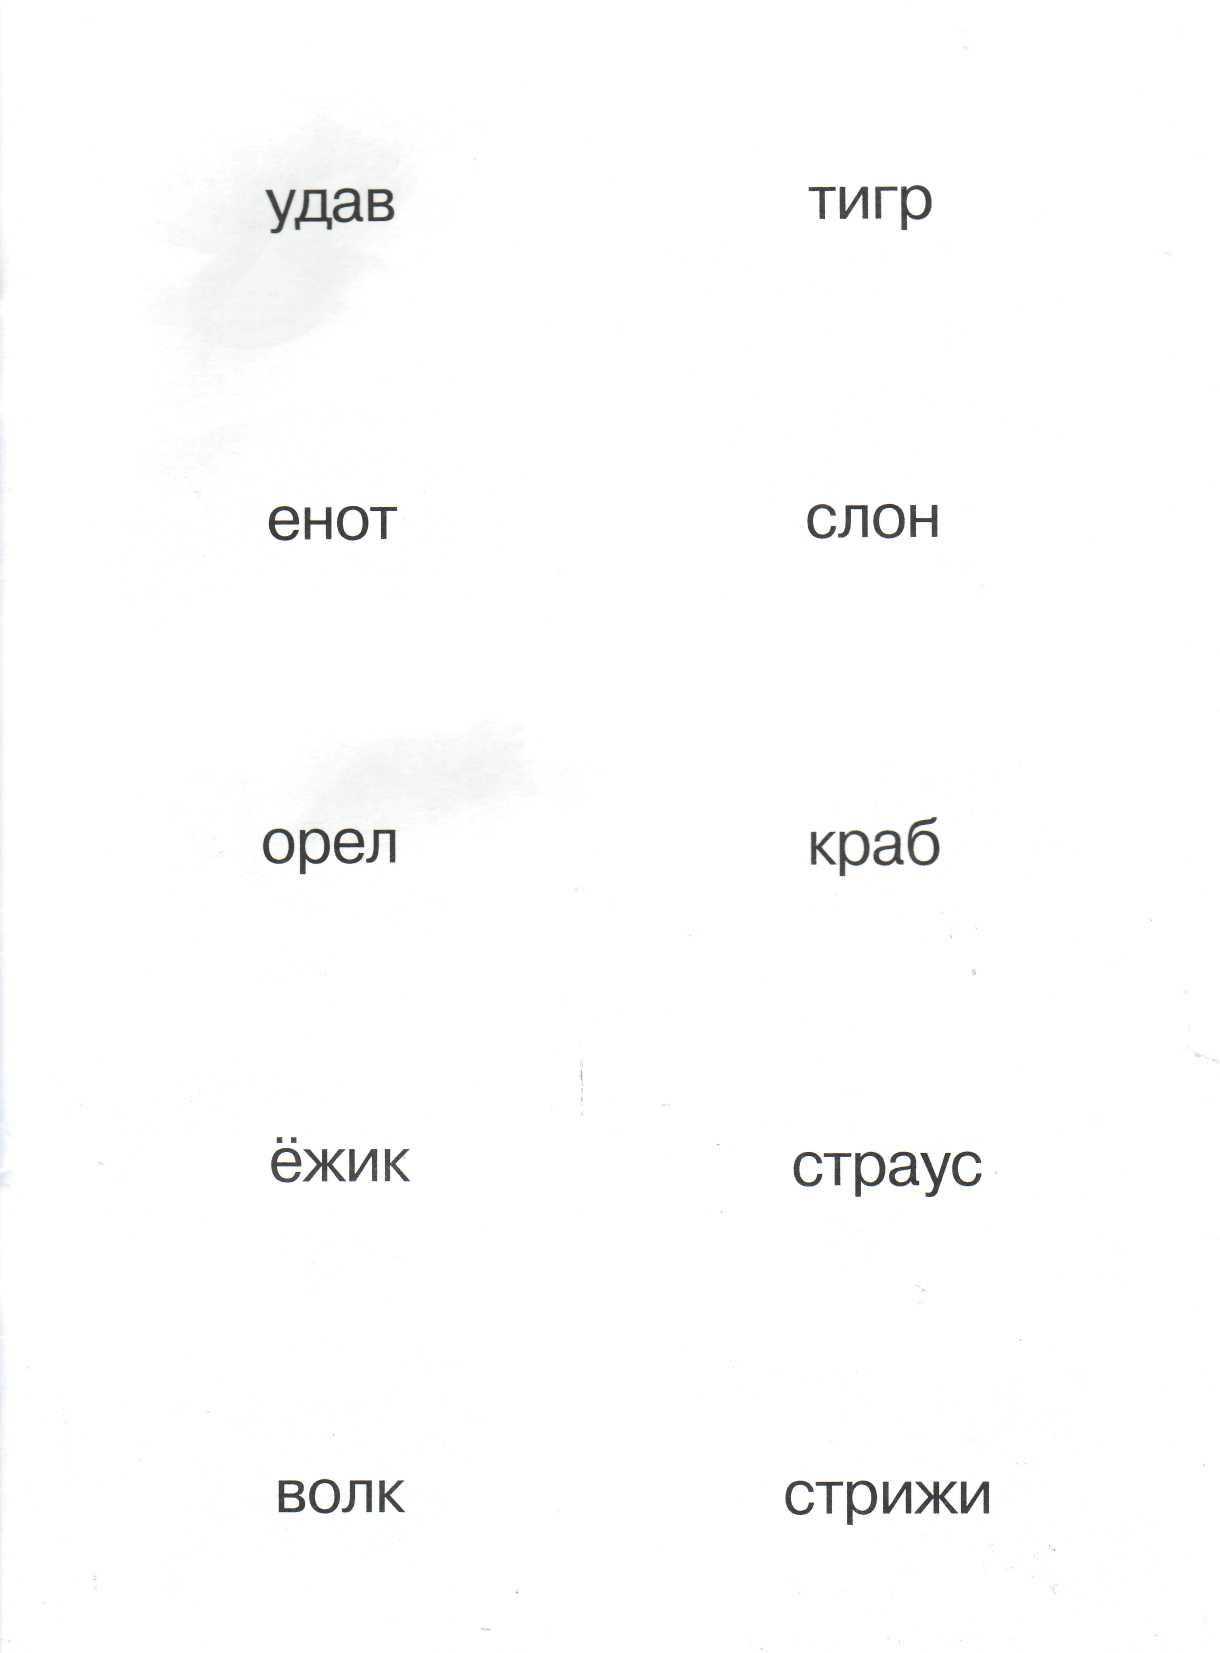 удав тигр
енот слон
орел краб
ёжик страус
волк стрижи